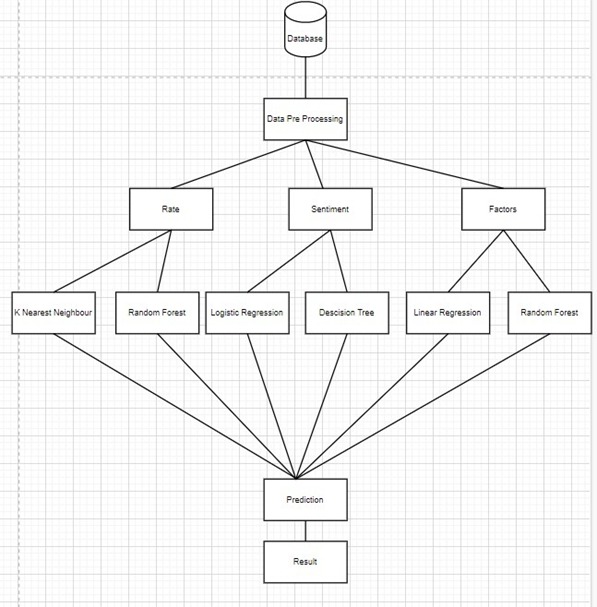 Database
Data Pre Processing
Rate
Sentiment
Factors
K Nearest Neighbour
Random Forest
Logistic Regression
Descision Tree
Linear Regression
Random Forest
Prediction
Result